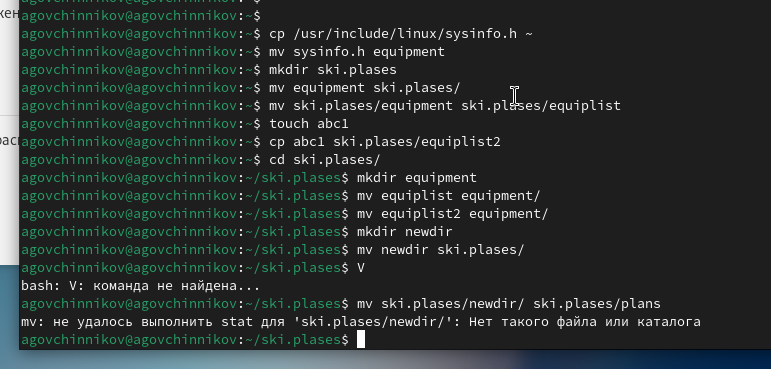 жен
agovchinnikov@agovchinnikov:~$
agovchinnikov@agovchinnikov:~$ cp /usr/include/linux/sysinfo.h ~
agovchinnikov@agovchinnikov:~$ mv sysinfo.h equipment
agovchinnikov@agovchinnikov:~$ mkdir ski.plases
agovchinnikov@agovchinnikov:~$ mv equipment ski.plases/
agovchinnikov@agovchinnikov:~$ mv ski.plases/equipment ski.plases/equiplist
agovchinnikov@agovchinnikov:~$ touch abc1
рас
agovchinnikov@agovchinnikov:~$ cp abc1 ski.plases/equiplist2
agovchinnikov@agovchinnikov:~$ cd ski.plases/
agovchinnikov@agovchinnikov:~/ski.plases$ mkdir equipment
agovchinnikov@agovchinnikov:~/ski.plases$ mv equiplist equipment/
agovchinnikov@agovchinnikov:~/ski.plases$ mv equiplist2 equipment/
agovchinnikov@agovchinnikov:~/ski.plases$ mkdir newdir
agovchinnikov@agovchinnikov:~/ski.plases$ mv newdir ski.plases/
agovchinnikov@agovchinnikov:~/ski.plases$ V
bash: V: команда не найдена...
agovchinnikov@agovchinnikov:~/ski.plases$ mv ski.plases/newdir/ ski.plases/plans
mv: не удалось выполнить stat для 'ski.plases/newdir/': Нет такого файла или каталога
agovchinnikov@agovchinnikov:~/ski.plases$